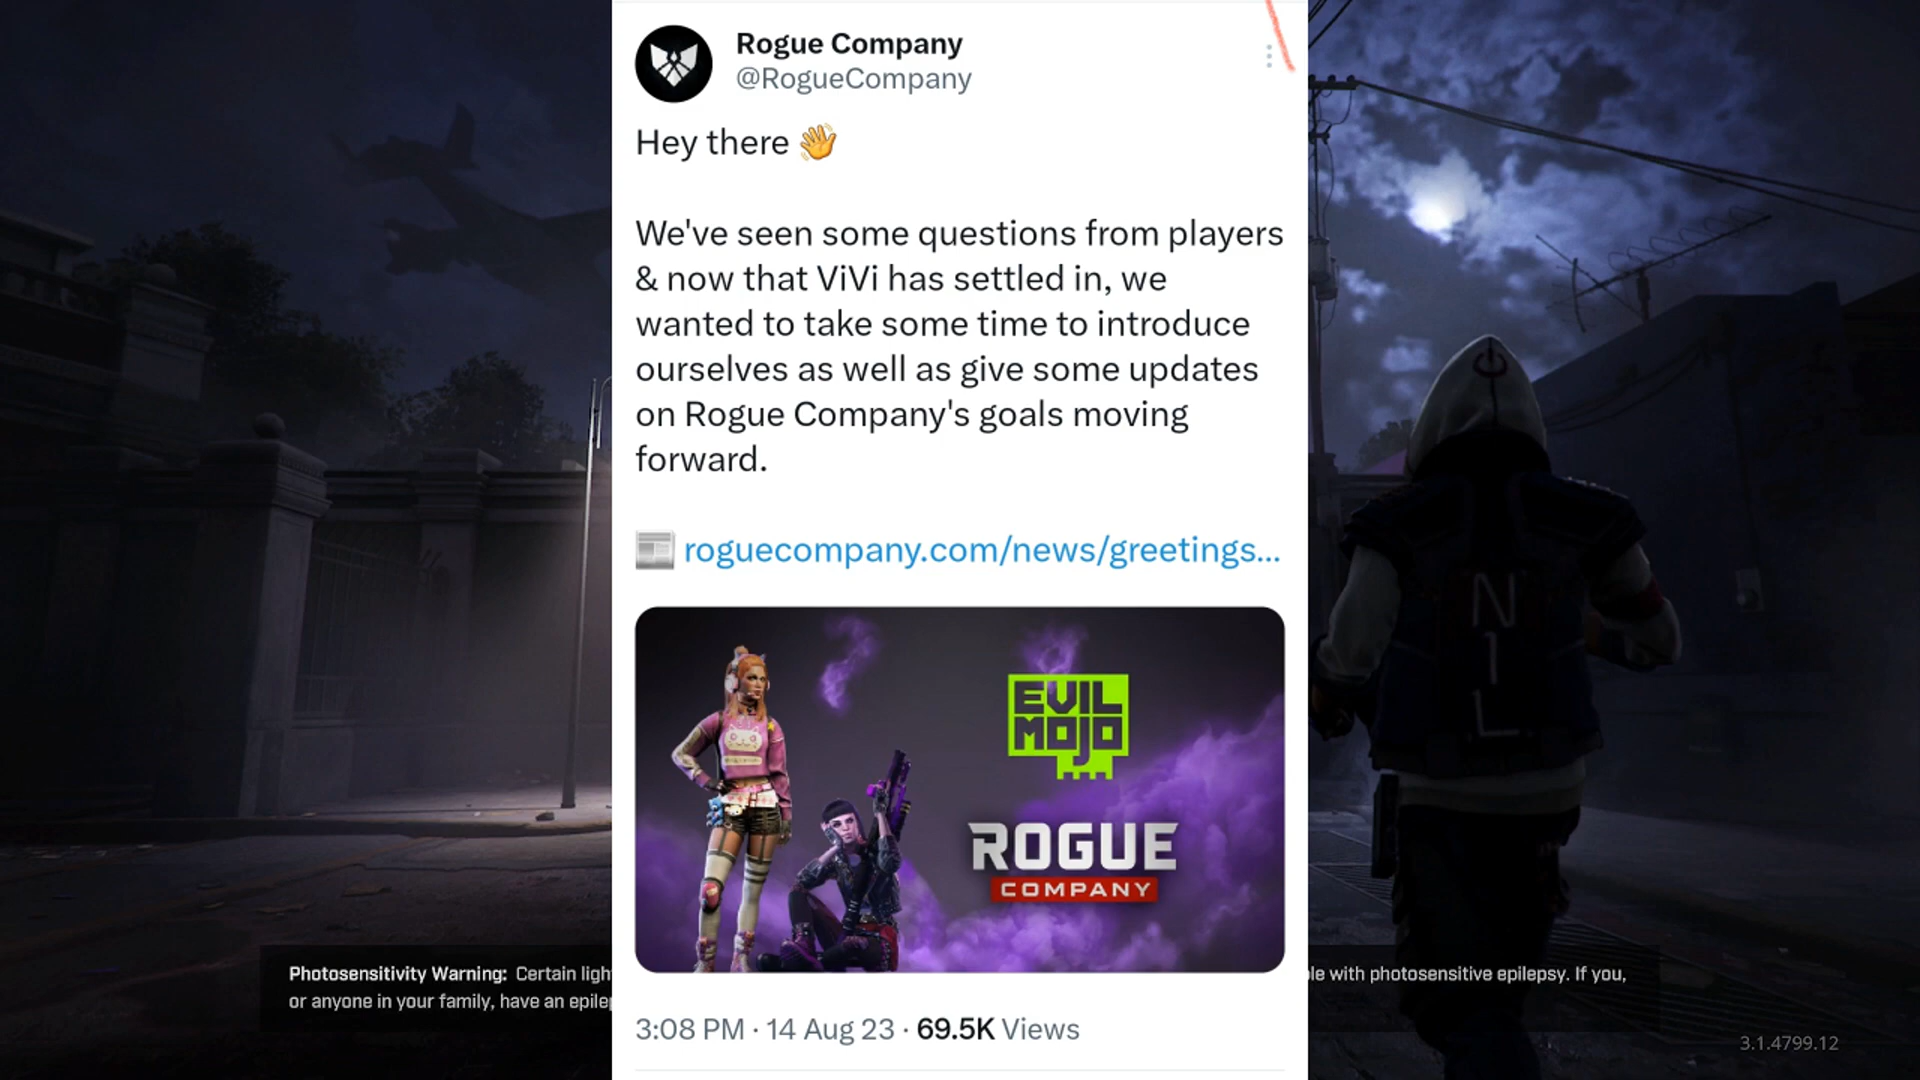 Rogue Company
@RogueCompany
Hey there 👋
We've seen some questions from players
& now that ViVi has settled in, we
wanted to take some time to introduce
ourselves as well as give some updates
on Rogue Company's goals moving
forward.
roguecompany.com/news/greetings...
EVIL
MOJO
ROGUE
COMPANY
3:08 PM · 14 Aug 23 · 69.5K Views
N
I
L
Photosensitivity Warning: Certain ligh
with photosensitive epilepsy. If you,
or anyone in your family, have an
3.1.4799.12